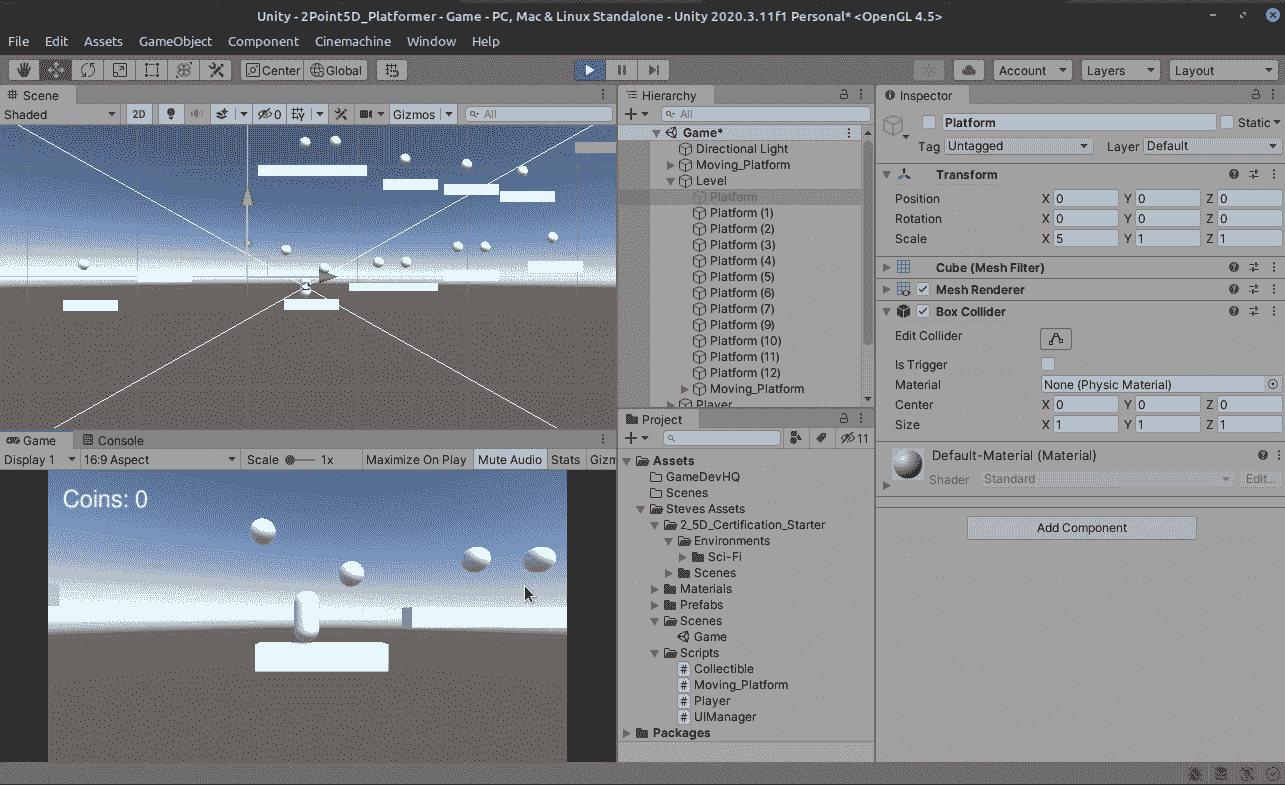 Unity - 2Point5D_Platformer - Game - PC, Mac & Linux Standalone - Unity 2020.3.11f1 Personal* <OpenGL 4.5>
File Edit Assets GameObject Component Cinemachine Window Help
Center Global Account Layers Layout
Scene
Shaded 2D 0 Gizmos All
Hierarchy
All
Game*
Directional Light
Moving_Platform
Level
Platform
Platform (1)
Platform (2)
Platform (3)
Platform (4)
Platform (5)
Platform (6)
Platform (7)
Platform (9)
Platform (10)
Platform (11)
Platform (12)
Moving_Platform
Player
Inspector
Platform Static
Tag Untagged Layer Default
Transform
Position X 0 Y 0 Z 0
Rotation X 0 Y 0 Z 0
Scale X 5 Y 1 Z 1
Cube (Mesh Filter)
Mesh Renderer
Box Collider
Edit Collider
Is Trigger
Material None (Physic Material)
Center X 0 Y 0 Z 0
Size X 1 Y 1 Z 1
Default-Material (Material)
Shader Standard Edit...
Add Component
Game Console
Display 1 16:9 Aspect Scale 1x Maximize On Play Mute Audio Stats Gizm
Coins: 0
Project
11
Assets
GameDevHQ
Scenes
Steves Assets
2_5D_Certification_Starter
Environments
Sci-Fi
Scenes
Materials
Prefabs
Scenes
Game
Scripts
Collectible
Moving_Platform
Player
UIManager
Packages